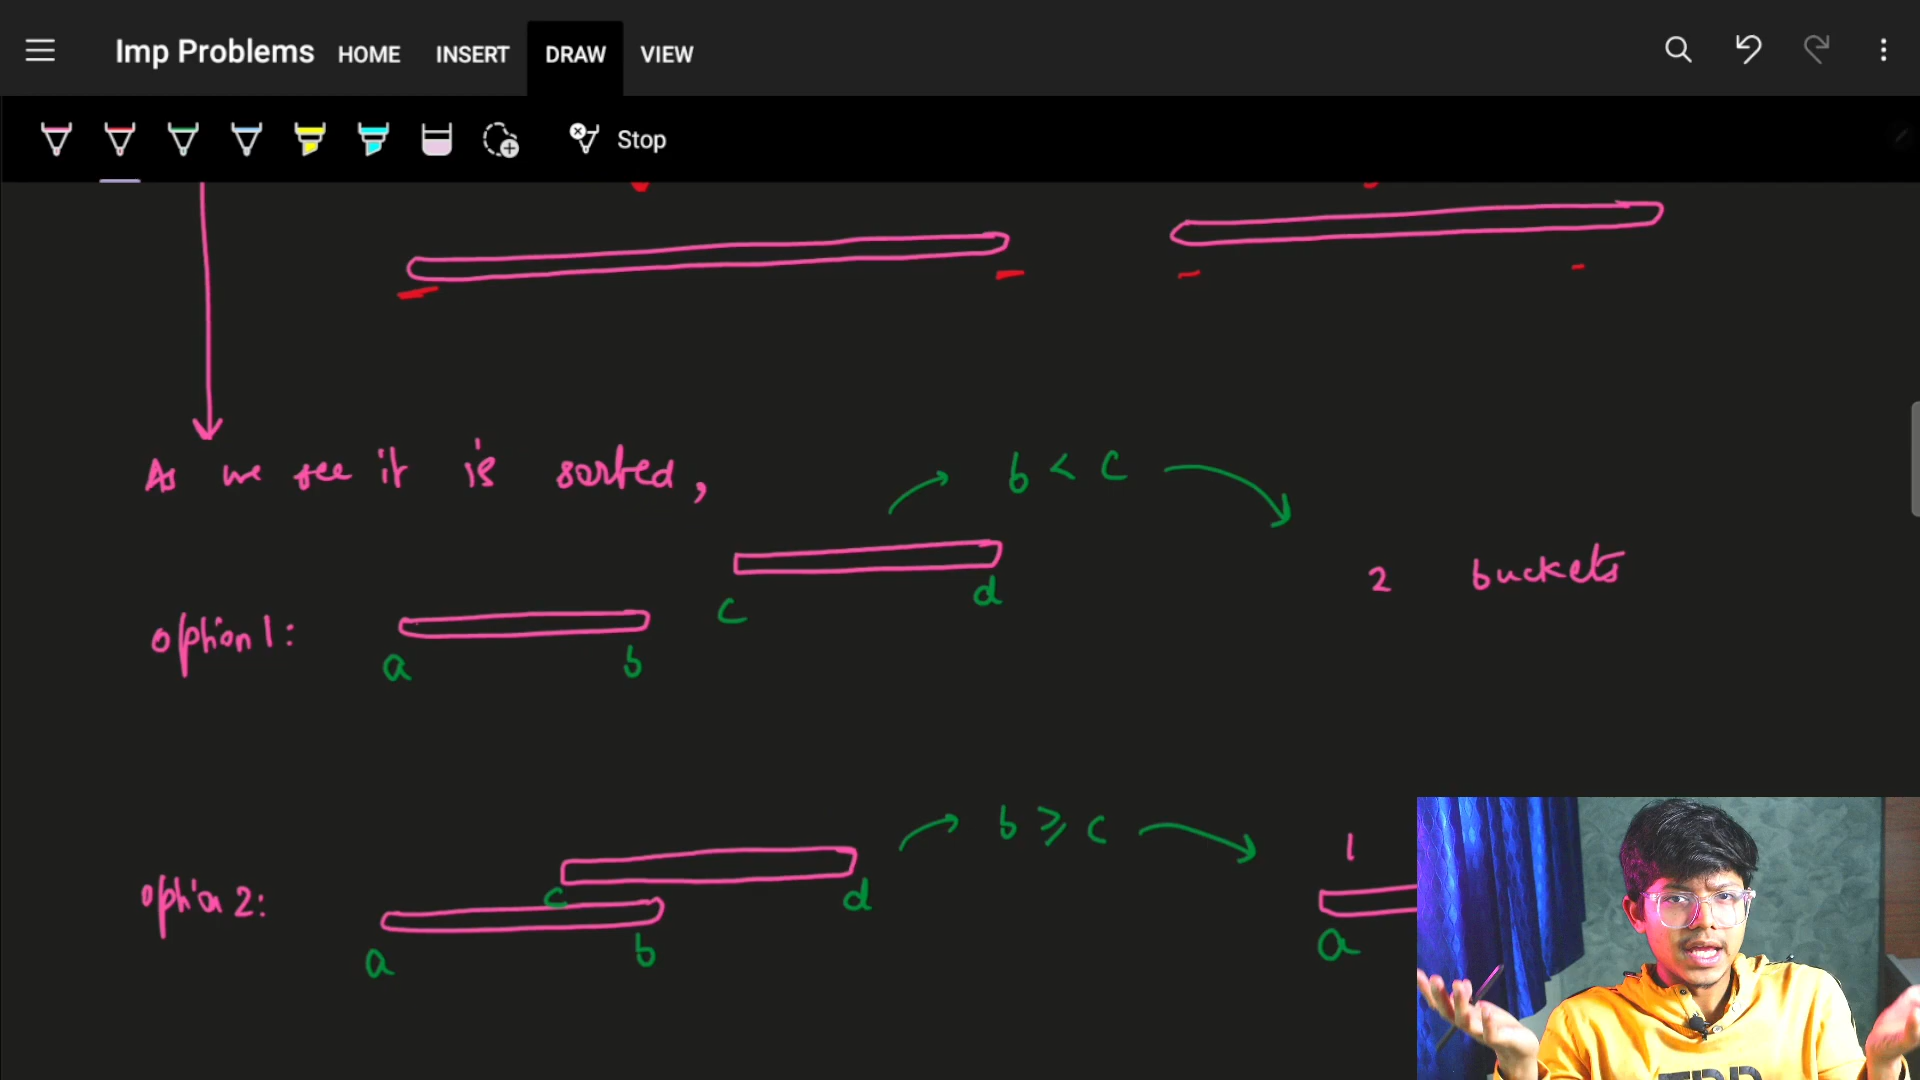 Imp Problems HOME INSERT DRAW VIEW
Stop
As we see it is sorted,
b < c
2 buckets
c d
option 1:
a b
b ⩾ c
1
c d
option 2:
a b
a